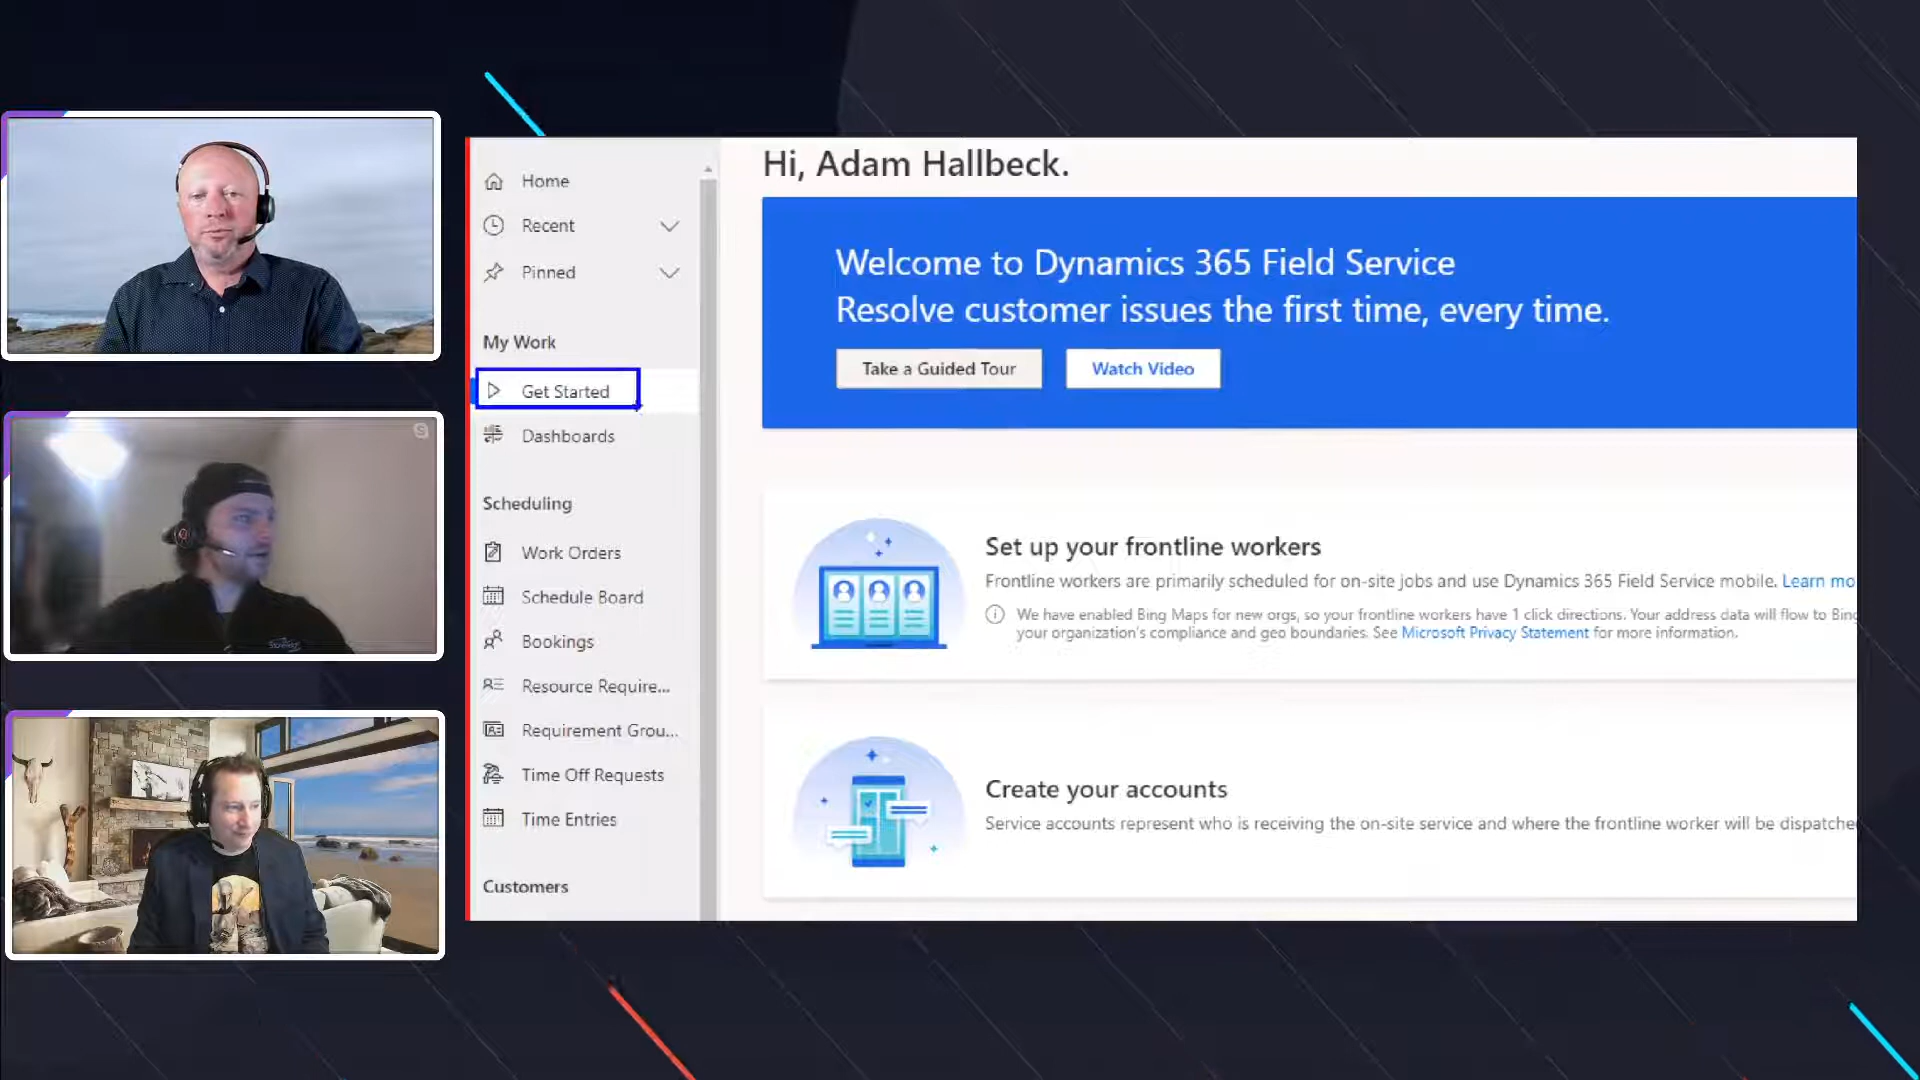 Home
Recent
Pinned
My Work
Get Started
Dashboards
Scheduling
Work Orders
Schedule Board
Bookings
Resource Require...
Requirement Grou...
Time Off Requests
Time Entries
Customers
Hi, Adam Hallbeck.
Welcome to Dynamics 365 Field Service
Resolve customer issues the first time, every time.
Take a Guided Tour
Watch Video
Set up your frontline workers
Frontline workers are primarily scheduled for on-site jobs and use Dynamics 365 Field Service mobile. Learn mo
We have enabled Bing Maps for new orgs, so your frontline workers have 1 click directions. Your address data will flow to Bing
your organization's compliance and geo boundaries. See Microsoft Privacy Statement for more information.
Create your accounts
Service accounts represent who is receiving the on-site service and where the frontline worker will be dispatche